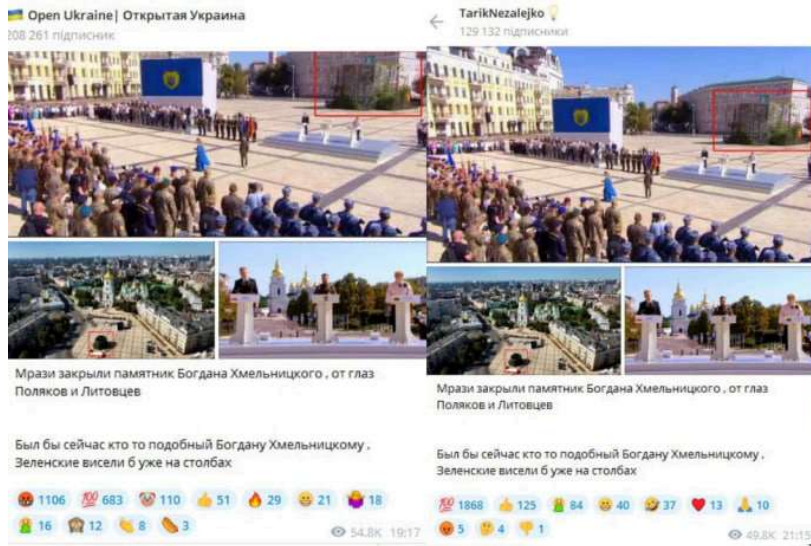 Open Ukraine| Открытая Украина
208 261 підписник
Мрази закрыли памятник Богдана Хмельницкого , от глаз
Поляков и Литовцев
Был бы сейчас кто то подобный Богдану Хмельницкому .
Зеленские висели б уже на столбах
1106 683 110 51 29 21 18
16 12 8 3
54.8K 19:17
TarikNezalejko
129 132 підписники
Мрази закрыли памятник Богдана Хмельницкого , от глаз
Поляков и Литовцев
Был бы сейчас кто то подобный Богдану Хмельницкому .
Зеленские висели б уже на столбах
1868 125 84 40 37 13 10
5 4 1
49.8K 21:15